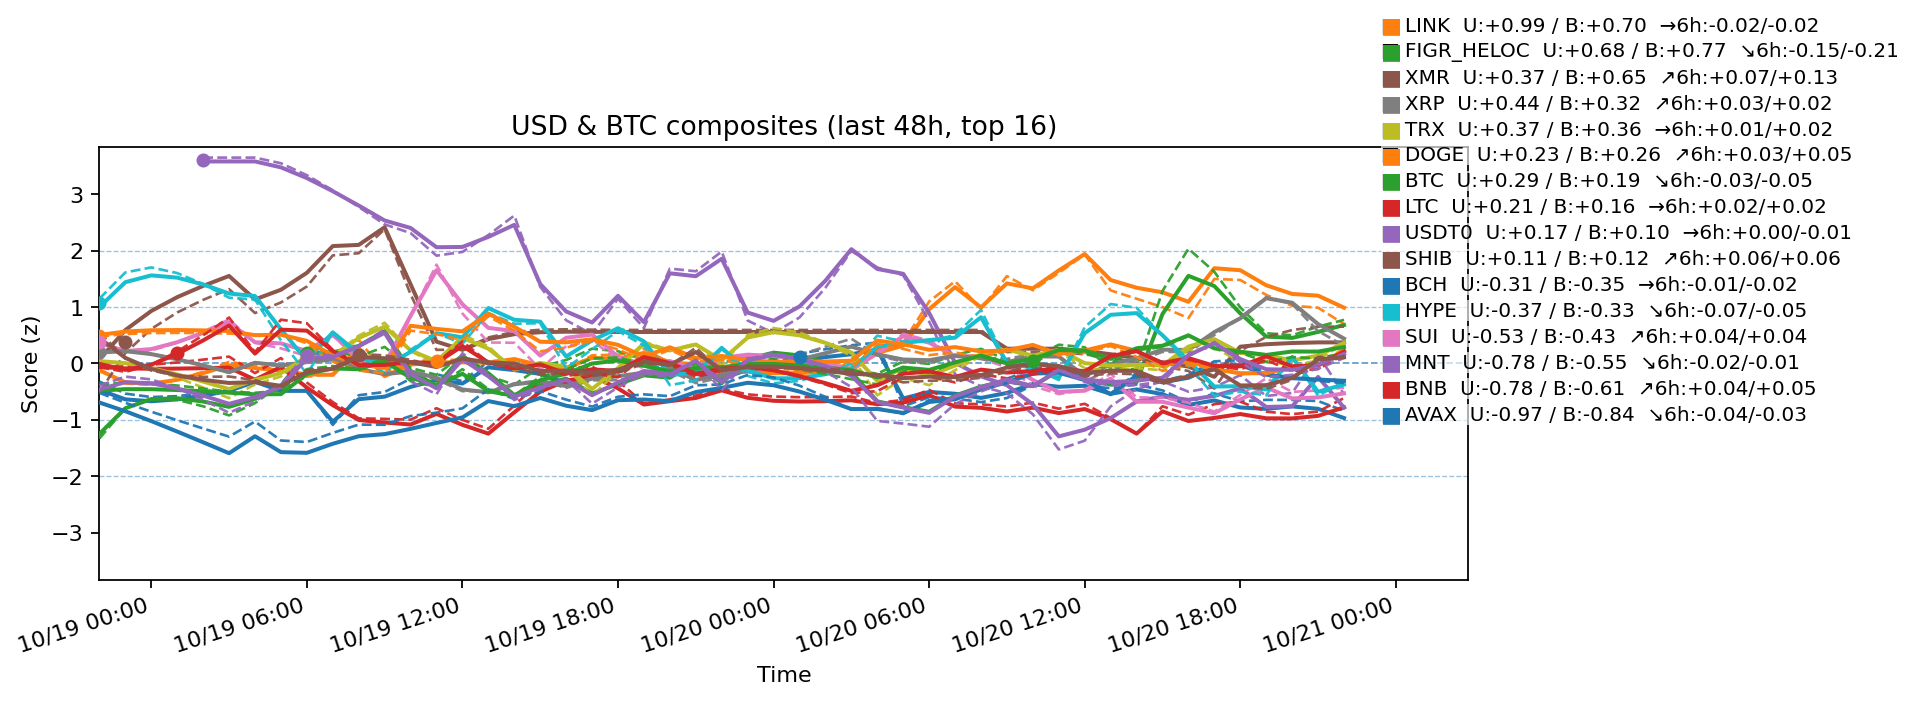 LINK  U:+0.99 / B:+0.70  →6h:-0.02/-0.02
FIGR_HELOC  U:+0.68 / B:+0.77  ↘6h:-0.15/-0.21
XMR  U:+0.37 / B:+0.65  ↗6h:+0.07/+0.13
XRP  U:+0.44 / B:+0.32  ↗6h:+0.03/+0.02
TRX  U:+0.37 / B:+0.36  →6h:+0.01/+0.02
DOGE  U:+0.23 / B:+0.26  ↗6h:+0.03/+0.05
BTC  U:+0.29 / B:+0.19  ↘6h:-0.03/-0.05
LTC  U:+0.21 / B:+0.16  →6h:+0.02/+0.02
USDT0  U:+0.17 / B:+0.10  →6h:+0.00/-0.01
SHIB  U:+0.11 / B:+0.12  ↗6h:+0.06/+0.06
BCH  U:-0.31 / B:-0.35  →6h:-0.01/-0.02
HYPE  U:-0.37 / B:-0.33  ↘6h:-0.07/-0.05
SUI  U:-0.53 / B:-0.43  ↗6h:+0.04/+0.04
MNT  U:-0.78 / B:-0.55  ↘6h:-0.02/-0.01
BNB  U:-0.78 / B:-0.61  ↗6h:+0.04/+0.05
AVAX  U:-0.97 / B:-0.84  ↘6h:-0.04/-0.03
USD & BTC composites (last 48h, top 16)
Score (z)
3
2
1
0
−1
−2
−3
10/19 00:00
10/19 06:00
10/19 12:00
10/19 18:00
10/20 00:00
10/20 06:00
10/20 12:00
10/20 18:00
10/21 00:00
Time